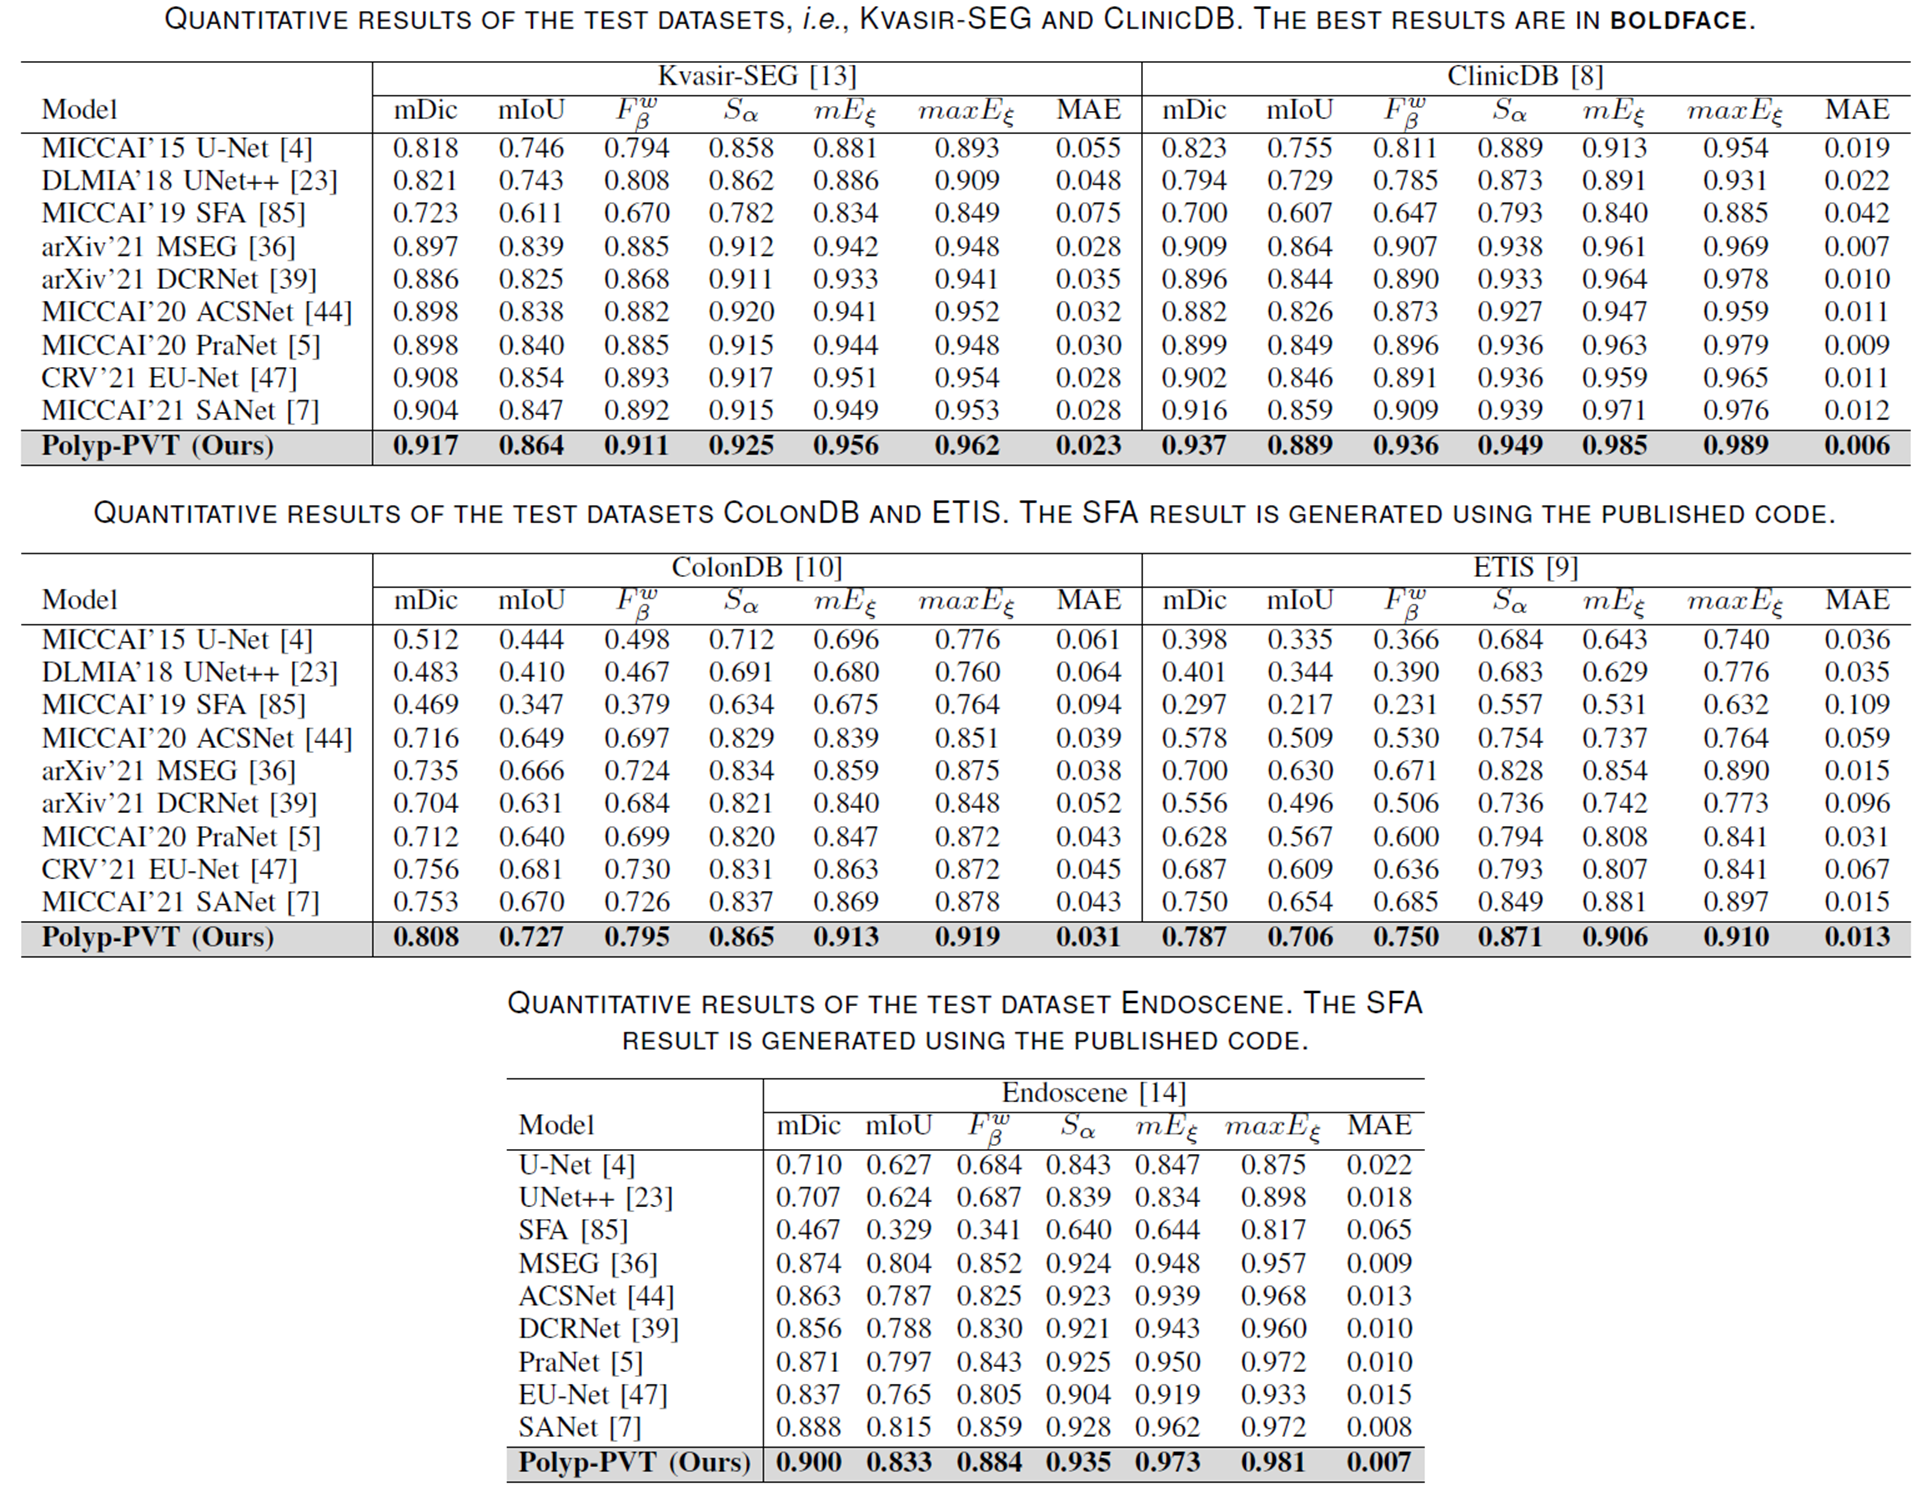 QUANTITATIVE RESULTS OF THE TEST DATASETS, i.e., KVASIR-SEG AND CLINICDB. THE BEST RESULTS ARE IN BOLDFACE.
Kvasir-SEG [13] ClinicDB [8]
Model mDic mIoU F_β^w S_α mE_ξ maxE_ξ MAE mDic mIoU F_β^w S_α mE_ξ maxE_ξ MAE
MICCAI'15 U-Net [4] 0.818 0.746 0.794 0.858 0.881 0.893 0.055 0.823 0.755 0.811 0.889 0.913 0.954 0.019
DLMIA'18 UNet++ [23] 0.821 0.743 0.808 0.862 0.886 0.909 0.048 0.794 0.729 0.785 0.873 0.891 0.931 0.022
MICCAI'19 SFA [85] 0.723 0.611 0.670 0.782 0.834 0.849 0.075 0.700 0.607 0.647 0.793 0.840 0.885 0.042
arXiv'21 MSEG [36] 0.897 0.839 0.885 0.912 0.942 0.948 0.028 0.909 0.864 0.907 0.938 0.961 0.969 0.007
arXiv'21 DCRNet [39] 0.886 0.825 0.868 0.911 0.933 0.941 0.035 0.896 0.844 0.890 0.933 0.964 0.978 0.010
MICCAI'20 ACSNet [44] 0.898 0.838 0.882 0.920 0.941 0.952 0.032 0.882 0.826 0.873 0.927 0.947 0.959 0.011
MICCAI'20 PraNet [5] 0.898 0.840 0.885 0.915 0.944 0.948 0.030 0.899 0.849 0.896 0.936 0.963 0.979 0.009
CRV'21 EU-Net [47] 0.908 0.854 0.893 0.917 0.951 0.954 0.028 0.902 0.846 0.891 0.936 0.959 0.965 0.011
MICCAI'21 SANet [7] 0.904 0.847 0.892 0.915 0.949 0.953 0.028 0.916 0.859 0.909 0.939 0.971 0.976 0.012
Polyp-PVT (Ours) 0.917 0.864 0.911 0.925 0.956 0.962 0.023 0.937 0.889 0.936 0.949 0.985 0.989 0.006
QUANTITATIVE RESULTS OF THE TEST DATASETS COLONDB AND ETIS. THE SFA RESULT IS GENERATED USING THE PUBLISHED CODE.
ColonDB [10] ETIS [9]
Model mDic mIoU F_β^w S_α mE_ξ maxE_ξ MAE mDic mIoU F_β^w S_α mE_ξ maxE_ξ MAE
MICCAI'15 U-Net [4] 0.512 0.444 0.498 0.712 0.696 0.776 0.061 0.398 0.335 0.366 0.684 0.643 0.740 0.036
DLMIA'18 UNet++ [23] 0.483 0.410 0.467 0.691 0.680 0.760 0.064 0.401 0.344 0.390 0.683 0.629 0.776 0.035
MICCAI'19 SFA [85] 0.469 0.347 0.379 0.634 0.675 0.764 0.094 0.297 0.217 0.231 0.557 0.531 0.632 0.109
MICCAI'20 ACSNet [44] 0.716 0.649 0.697 0.829 0.839 0.851 0.039 0.578 0.509 0.530 0.754 0.737 0.764 0.059
arXiv'21 MSEG [36] 0.735 0.666 0.724 0.834 0.859 0.875 0.038 0.700 0.630 0.671 0.828 0.854 0.890 0.015
arXiv'21 DCRNet [39] 0.704 0.631 0.684 0.821 0.840 0.848 0.052 0.556 0.496 0.506 0.736 0.742 0.773 0.096
MICCAI'20 PraNet [5] 0.712 0.640 0.699 0.820 0.847 0.872 0.043 0.628 0.567 0.600 0.794 0.808 0.841 0.031
CRV'21 EU-Net [47] 0.756 0.681 0.730 0.831 0.863 0.872 0.045 0.687 0.609 0.636 0.793 0.807 0.841 0.067
MICCAI'21 SANet [7] 0.753 0.670 0.726 0.837 0.869 0.878 0.043 0.750 0.654 0.685 0.849 0.881 0.897 0.015
Polyp-PVT (Ours) 0.808 0.727 0.795 0.865 0.913 0.919 0.031 0.787 0.706 0.750 0.871 0.906 0.910 0.013
QUANTITATIVE RESULTS OF THE TEST DATASET ENDOSCENE. THE SFA
RESULT IS GENERATED USING THE PUBLISHED CODE.
Endoscene [14]
Model mDic mIoU F_β^w S_α mE_ξ maxE_ξ MAE
U-Net [4] 0.710 0.627 0.684 0.843 0.847 0.875 0.022
UNet++ [23] 0.707 0.624 0.687 0.839 0.834 0.898 0.018
SFA [85] 0.467 0.329 0.341 0.640 0.644 0.817 0.065
MSEG [36] 0.874 0.804 0.852 0.924 0.948 0.957 0.009
ACSNet [44] 0.863 0.787 0.825 0.923 0.939 0.968 0.013
DCRNet [39] 0.856 0.788 0.830 0.921 0.943 0.960 0.010
PraNet [5] 0.871 0.797 0.843 0.925 0.950 0.972 0.010
EU-Net [47] 0.837 0.765 0.805 0.904 0.919 0.933 0.015
SANet [7] 0.888 0.815 0.859 0.928 0.962 0.972 0.008
Polyp-PVT (Ours) 0.900 0.833 0.884 0.935 0.973 0.981 0.007